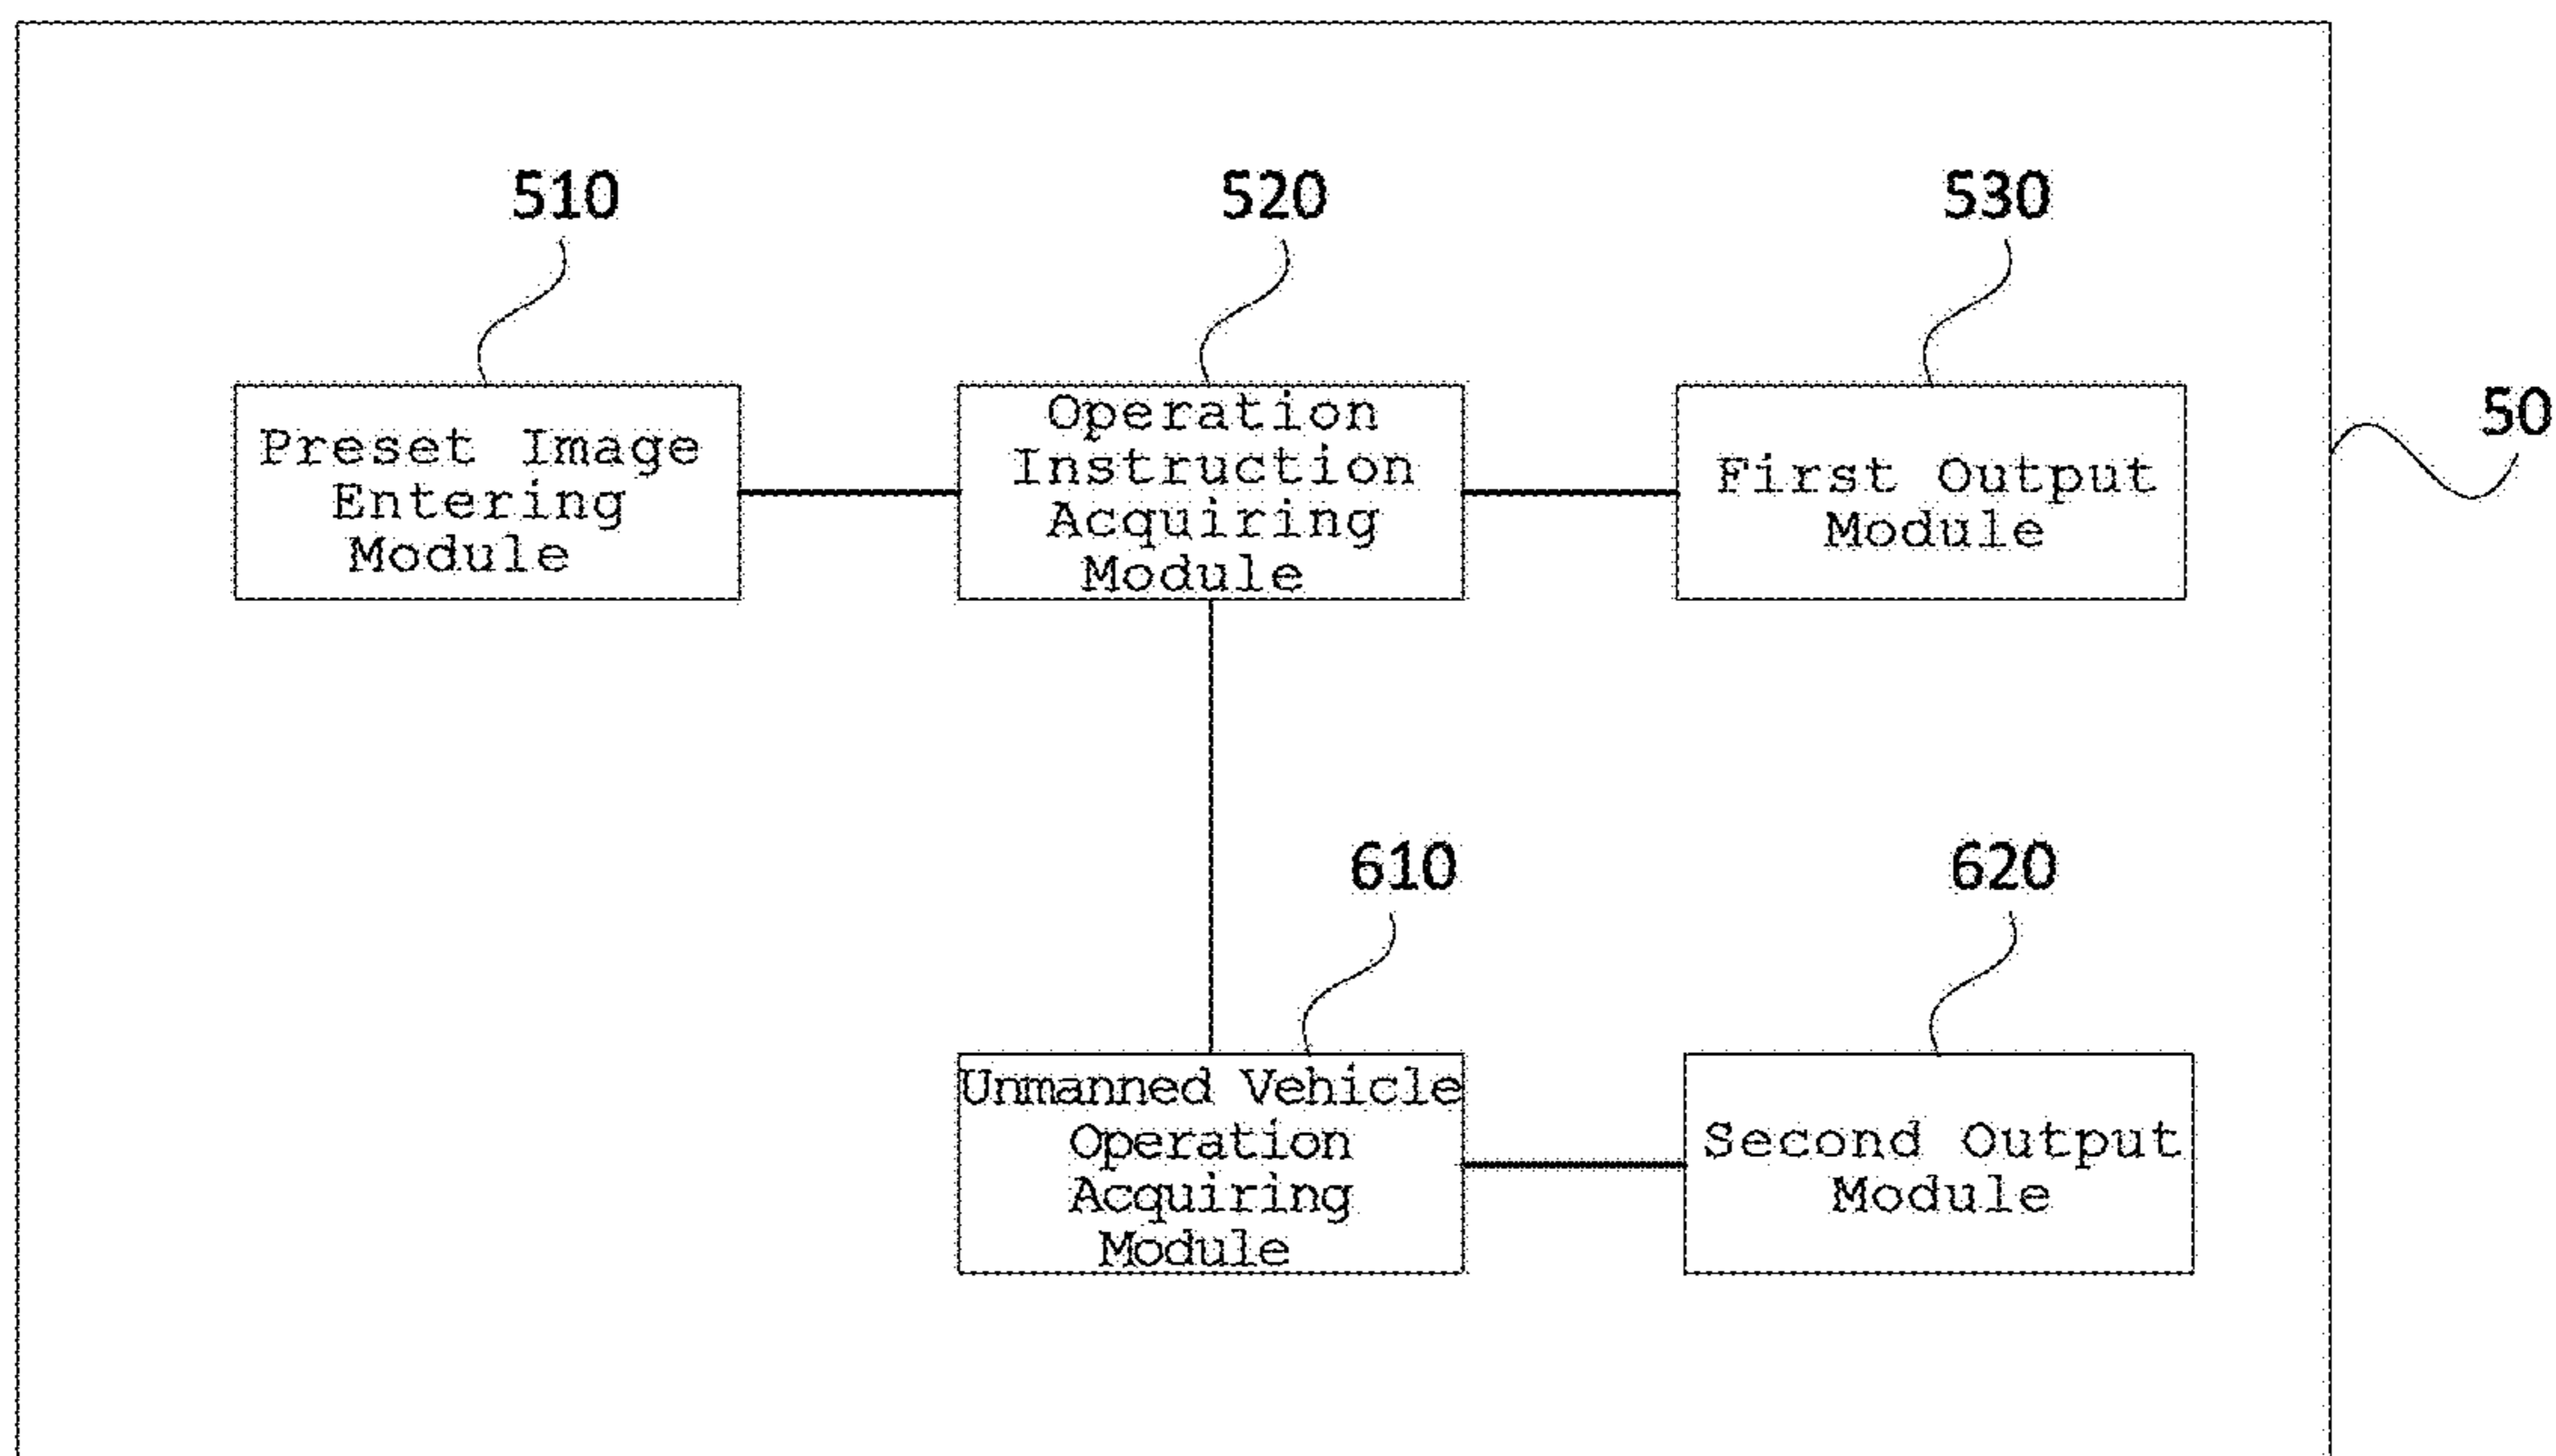 510
520
530
Preset Image
Entering
Module
Operation
Instruction
Acquiring
Module
First Output
Module
50
610
620
Unmanned Vehicle
Operation
Acquiring
Module
Second Output
Module